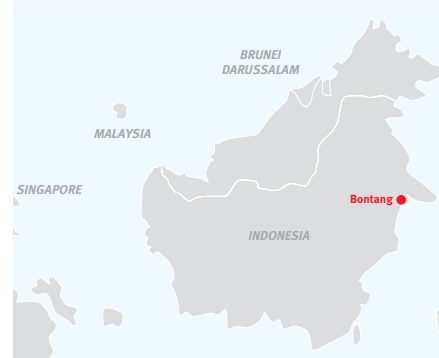 BRUNEI
DARUSSALAM
MALAYSIA
SINGAPORE
Bontang
INDONESIA